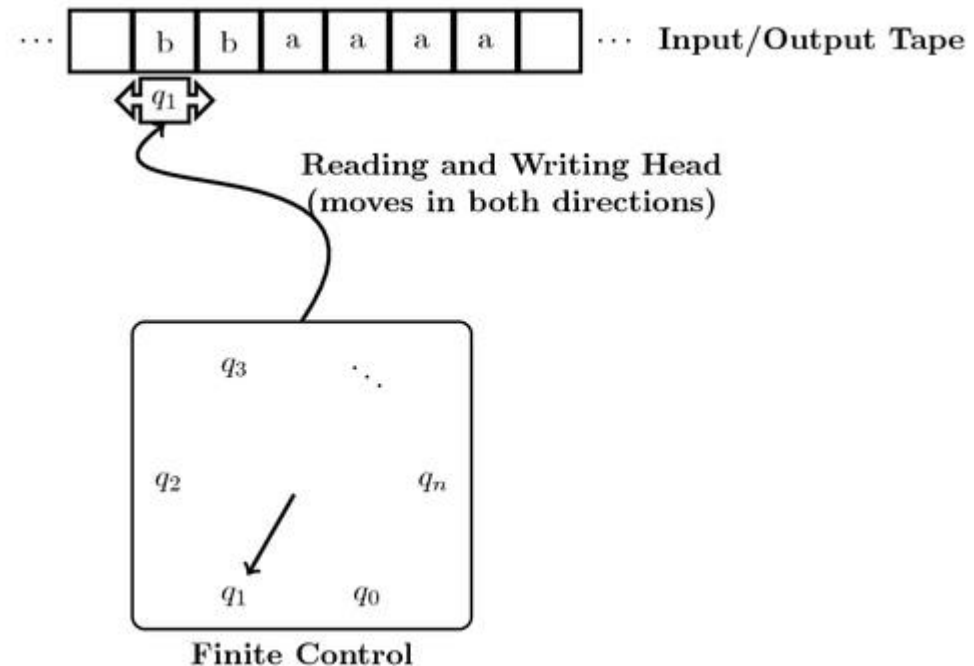 ··· b b a a a a ··· Input/Output Tape
q₁
Reading and Writing Head
(moves in both directions)
q₃ ⋱
q₂ qₙ
q₁ q₀
Finite Control